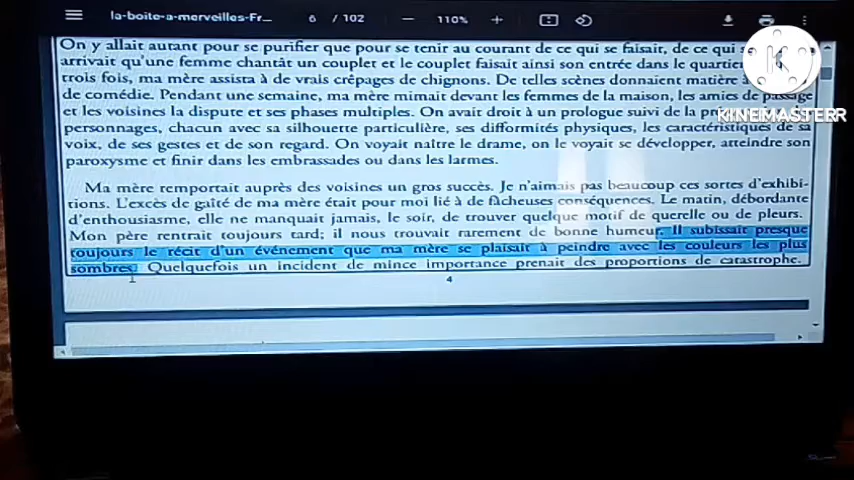 la-boite-a-merveilles-Fr...
6 / 102
110%
On y allait autant pour se purifier que pour se tenir au courant de ce qui se faisait, de ce qui
arrivait qu'une femme chantât un couplet et le couplet faisait ainsi son entrée dans le quartier
trois fois, ma mère assista à de vrais crêpages de chignons. De telles scènes donnaient matière à
de comédie. Pendant une semaine, ma mère mimait devant les femmes de la maison, les amies de passage
et les voisines la dispute et ses phases multiples. On avait droit à un prologue suivi de la
personnages, chacun avec sa silhouette particulière, ses difformités physiques, les caractéristiques de sa
voix, de ses gestes et de son regard. On voyait naître le drame, on le voyait se développer, atteindre son
paroxysme et finir dans les embrassades ou dans les larmes.
Ma mère remportait auprès des voisines un gros succès. Je n'aimais pas beaucoup ces sortes d'exhibi-
tions. L'excès de gaîté de ma mère était pour moi lié à de fâcheuses conséquences. Le matin, débordante
d'enthousiasme, elle ne manquait jamais, le soir, de trouver quelque motif de querelle ou de pleurs.
Mon père rentrait toujours tard; il nous trouvait rarement de bonne humeur. Il subissait presque
toujours le récit d'un événement que ma mère se plaisait à peindre avec les couleurs les plus
sombres. Quelquefois un incident de mince importance prenait des proportions de catastrophe.
4
KINEMASTER